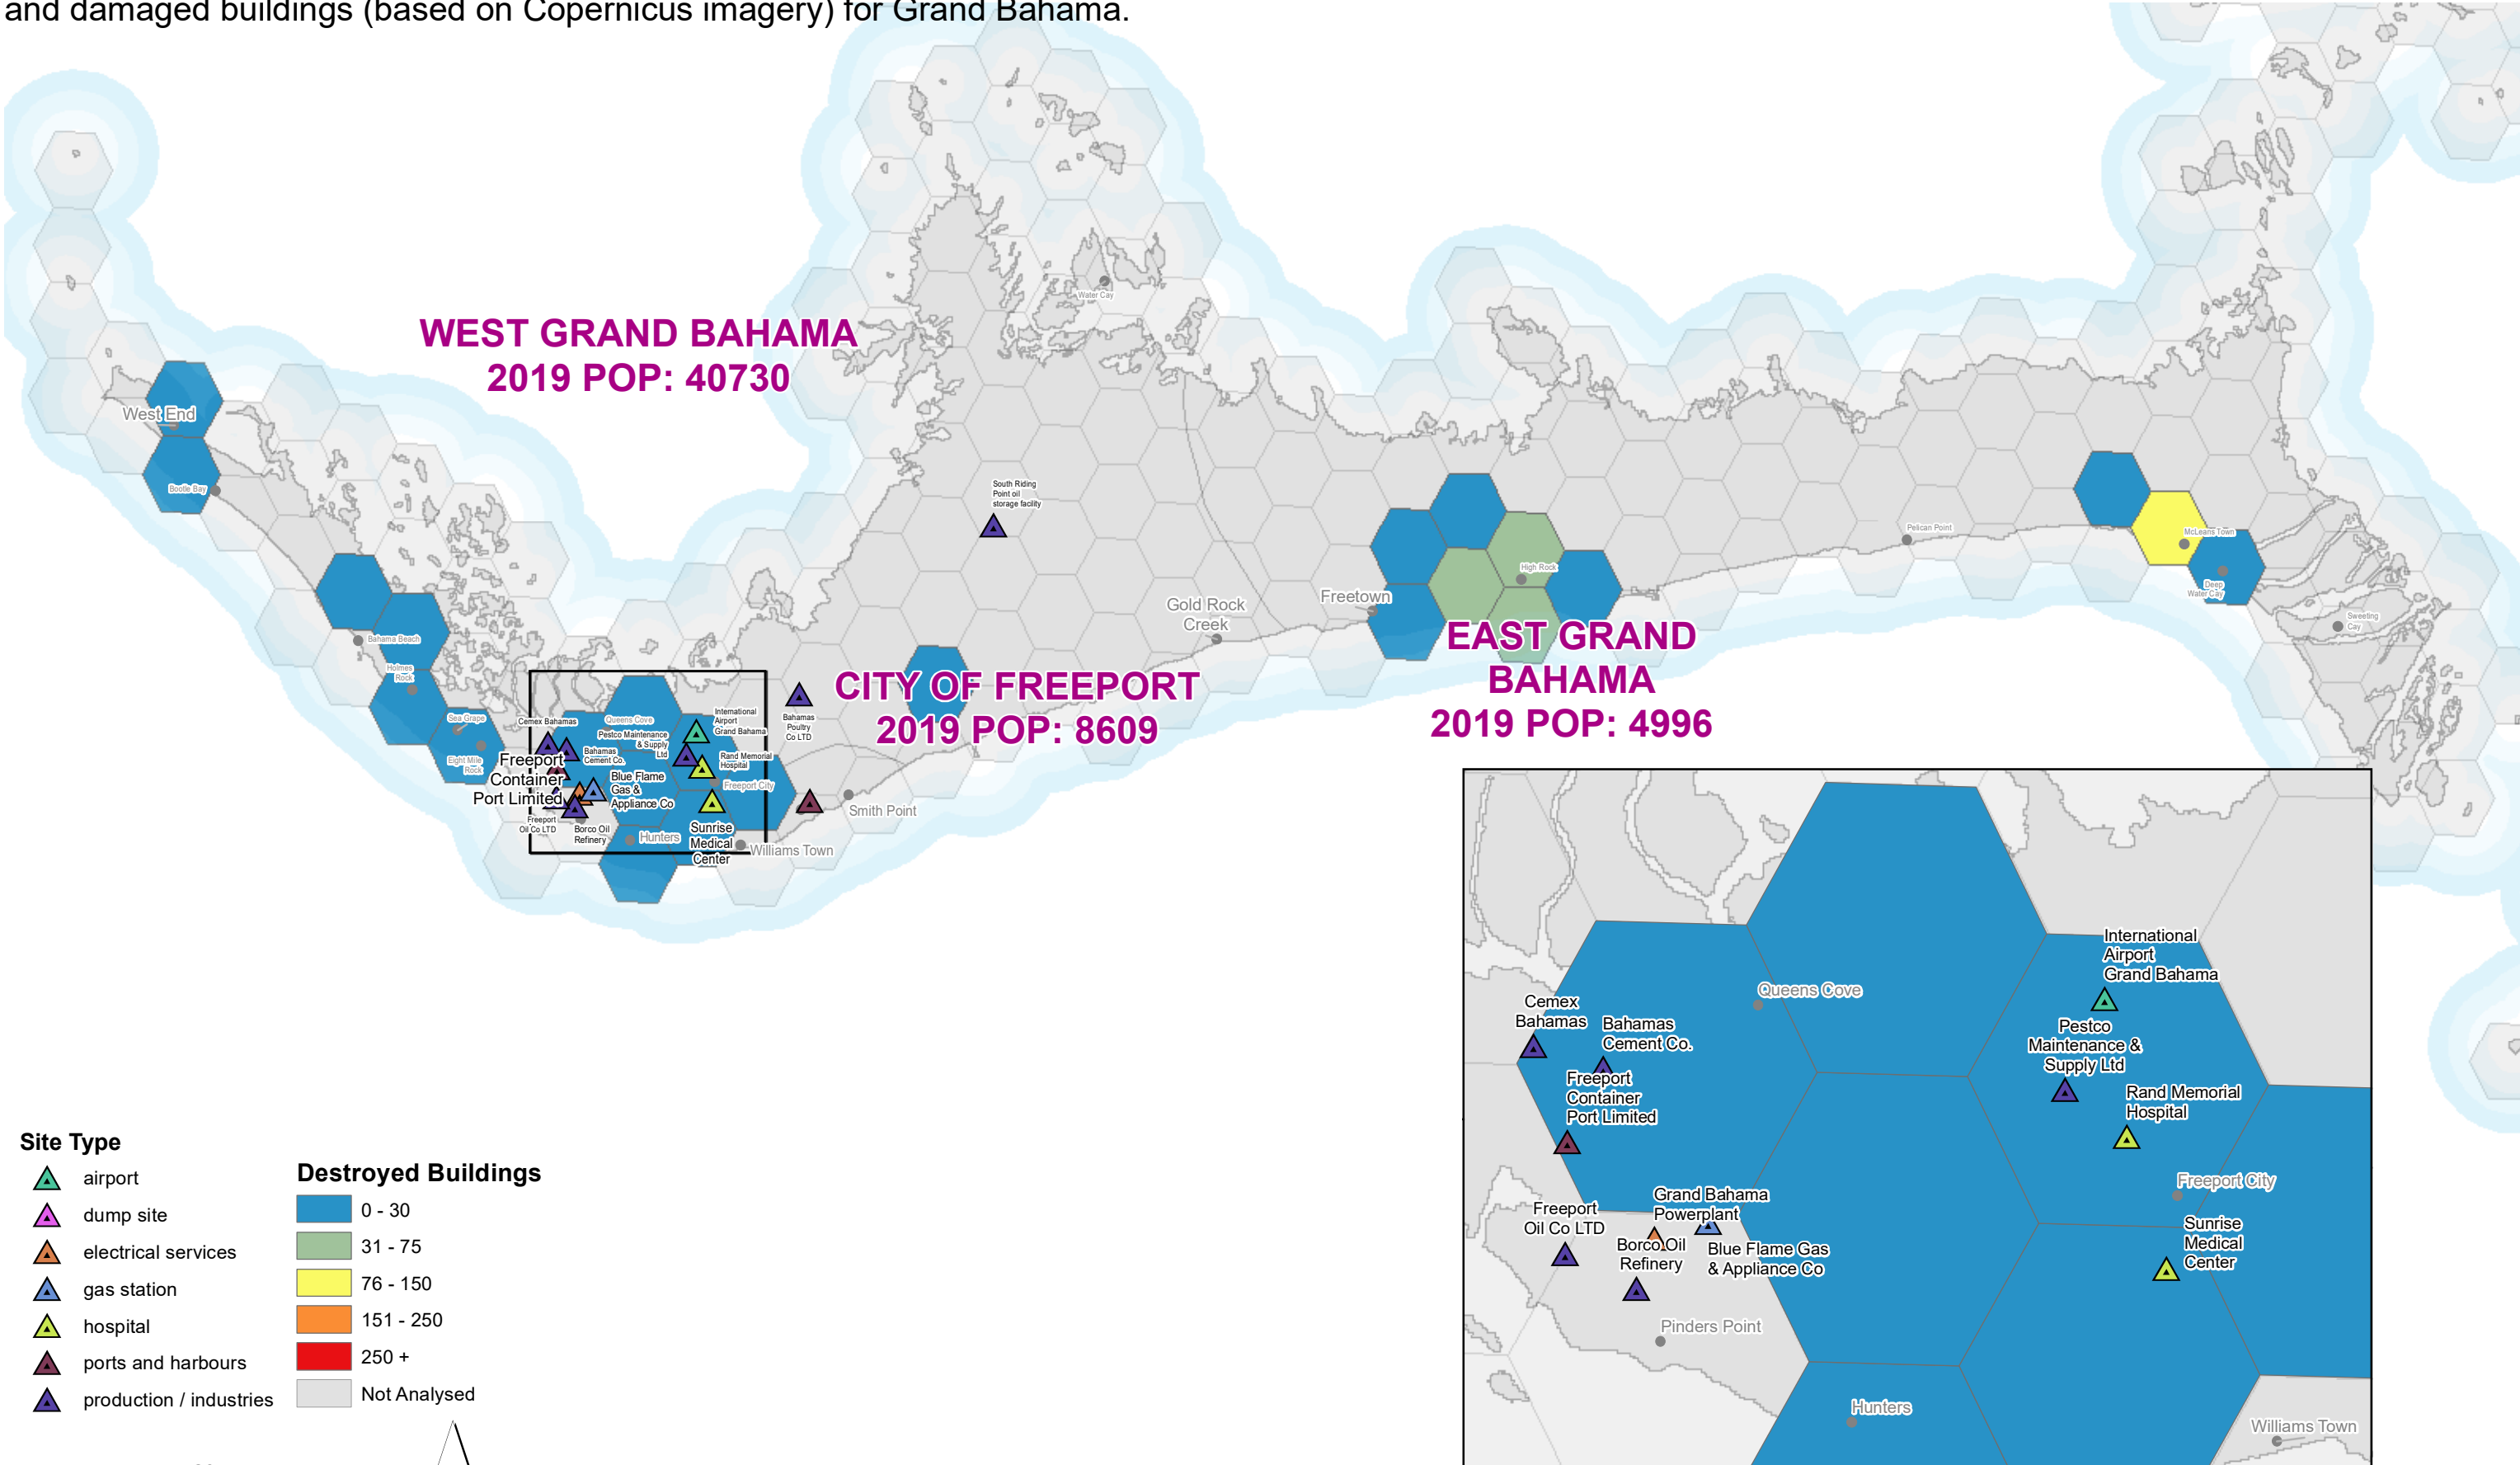 and damaged buildings (based on Copernicus imagery) for Grand Bahama.
WEST GRAND BAHAMA
2019 POP: 40730
Water Cay
West End
Bootle Bay
South Riding
Point oil
storage facility
Pelican Point
McLeans Town
High Rock
Deep
Water Cay
Freetown
Gold Rock
Creek
Sweeting
Cay
EAST GRAND
BAHAMA
2019 POP: 4996
Bahama Beach
Holmes
Rock
CITY OF FREEPORT
2019 POP: 8609
Sea Grape
Eight Mile
Rock
Cemex Bahamas
Queens Cove
International
Airport
Grand Bahama
Bahamas
Poultry
Co LTD
Pestco Maintenance
& Supply
Ltd
Bahamas
Cement Co.
Rand Memorial
Hospital
Freeport
Container
Port Limited
Blue Flame
Gas &
Appliance Co
Freeport City
Freeport
Oil Co LTD
Borco Oil
Refinery
Hunters
Sunrise
Medical
Center
Williams Town
Smith Point
International
Airport
Grand Bahama
Queens Cove
Cemex
Bahamas
Bahamas
Cement Co.
Pestco
Maintenance &
Supply Ltd
Freeport
Container
Port Limited
Rand Memorial
Hospital
Freeport City
Grand Bahama
Powerplant
Freeport
Oil Co LTD
Borco Oil
Refinery
Blue Flame Gas
& Appliance Co
Sunrise
Medical
Center
Pinders Point
Hunters
Williams Town
Site Type
airport
dump site
electrical services
gas station
hospital
ports and harbours
production / industries
Destroyed Buildings
0 - 30
31 - 75
76 - 150
151 - 250
250 +
Not Analysed